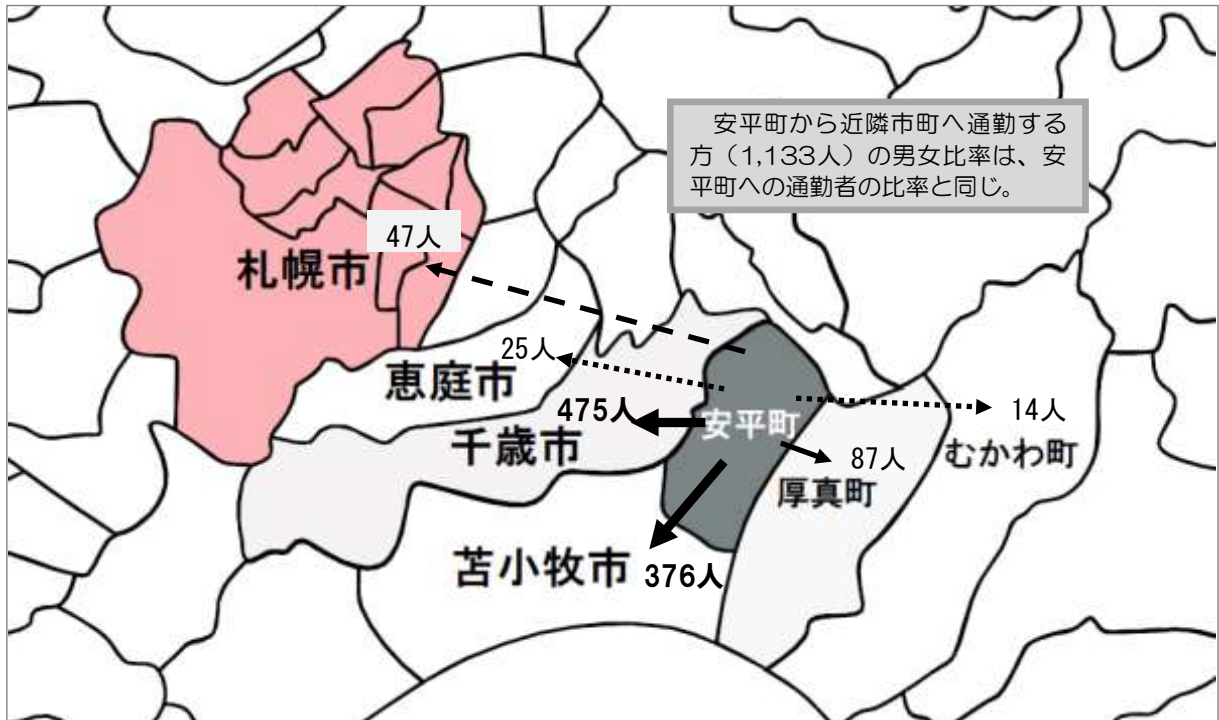 安平町から近隣市町へ通勤する
方(1,133人)の男女比率は、安
平町への通勤者の比率と同じ。
47人
札幌市
25人
恵庭市
475人
安平町
14人
千歳市
むかわ町
87人
厚真町
苫小牧市
376人